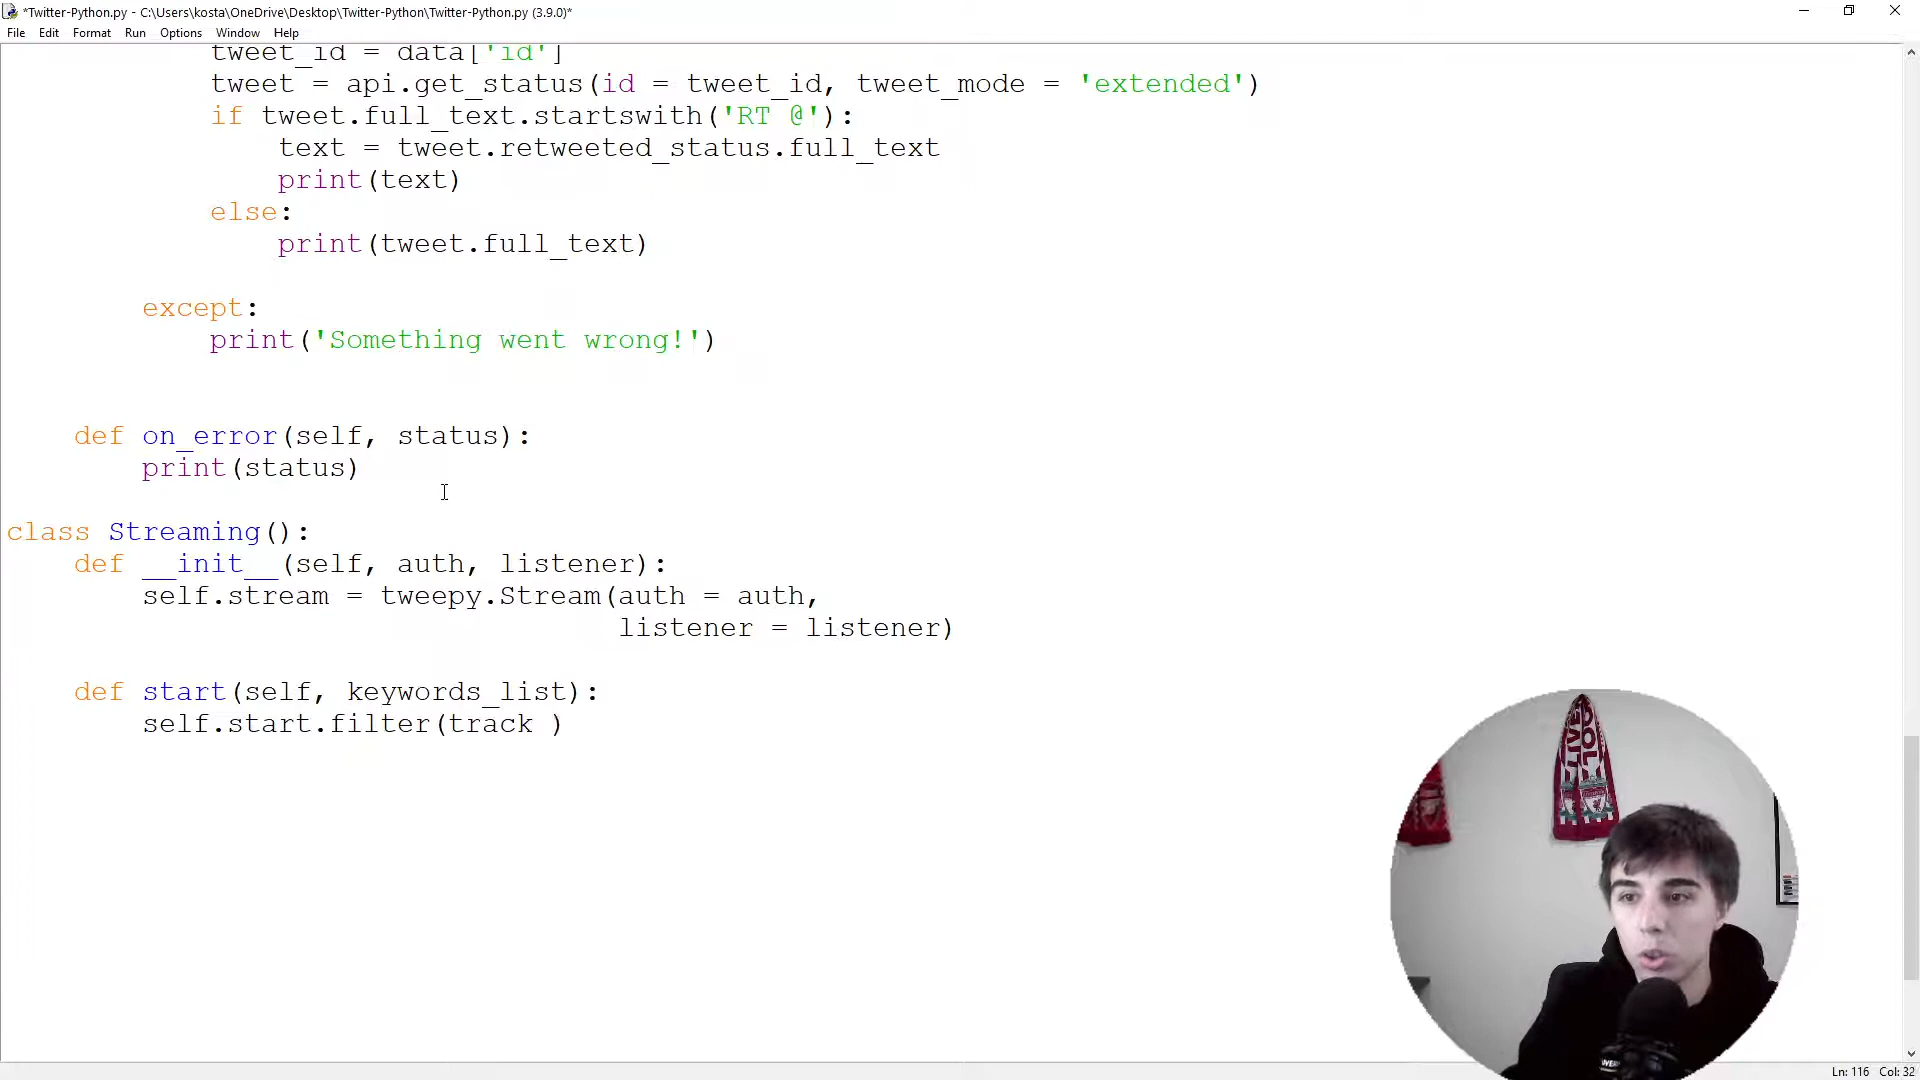 *Twitter-Python.py - C:\Users\kosta\OneDrive\Desktop\Twitter-Python\Twitter-Python.py (3.9.0)*
File Edit Format Run Options Window Help
tweet_id = data['id']
tweet = api.get_status(id = tweet_id, tweet_mode = 'extended')
if tweet.full_text.startswith('RT @'):
text = tweet.retweeted_status.full_text
print(text)
else:
print(tweet.full_text)
except:
print('Something went wrong!')
def on_error(self, status):
print(status)
class Streaming():
def __init__(self, auth, listener):
self.stream = tweepy.Stream(auth = auth,
listener = listener)
def start(self, keywords_list):
self.start.filter(track )
Ln: 116 Col: 32